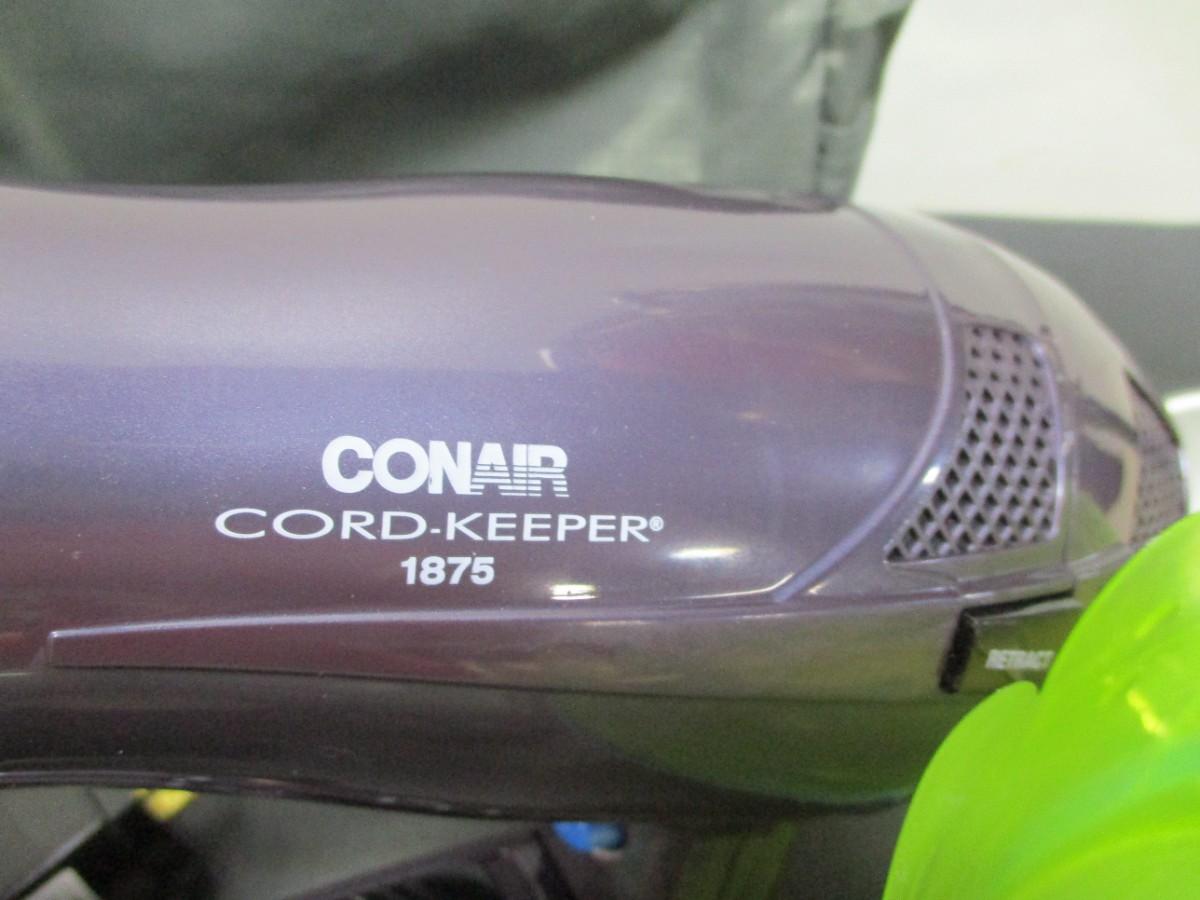 CONAIR
CORD-KEEPER®
1875
RETRACT